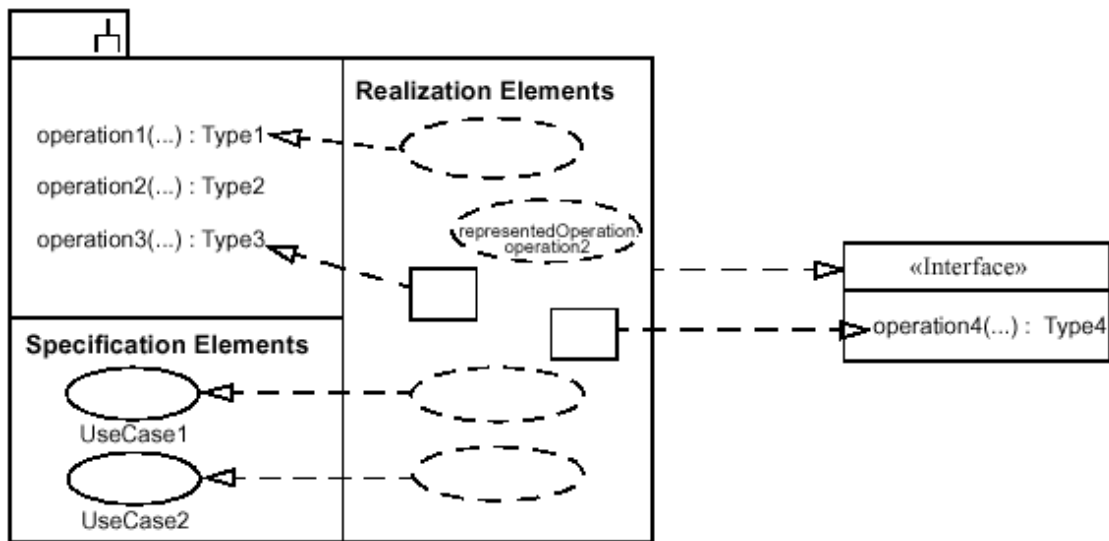 Realization Elements
operation1(...) : Type1
operation2(...) : Type2
representedOperation.
operation2
operation3(...) : Type3
«Interface»
operation4(...) : Type4
Specification Elements
UseCase1
UseCase2